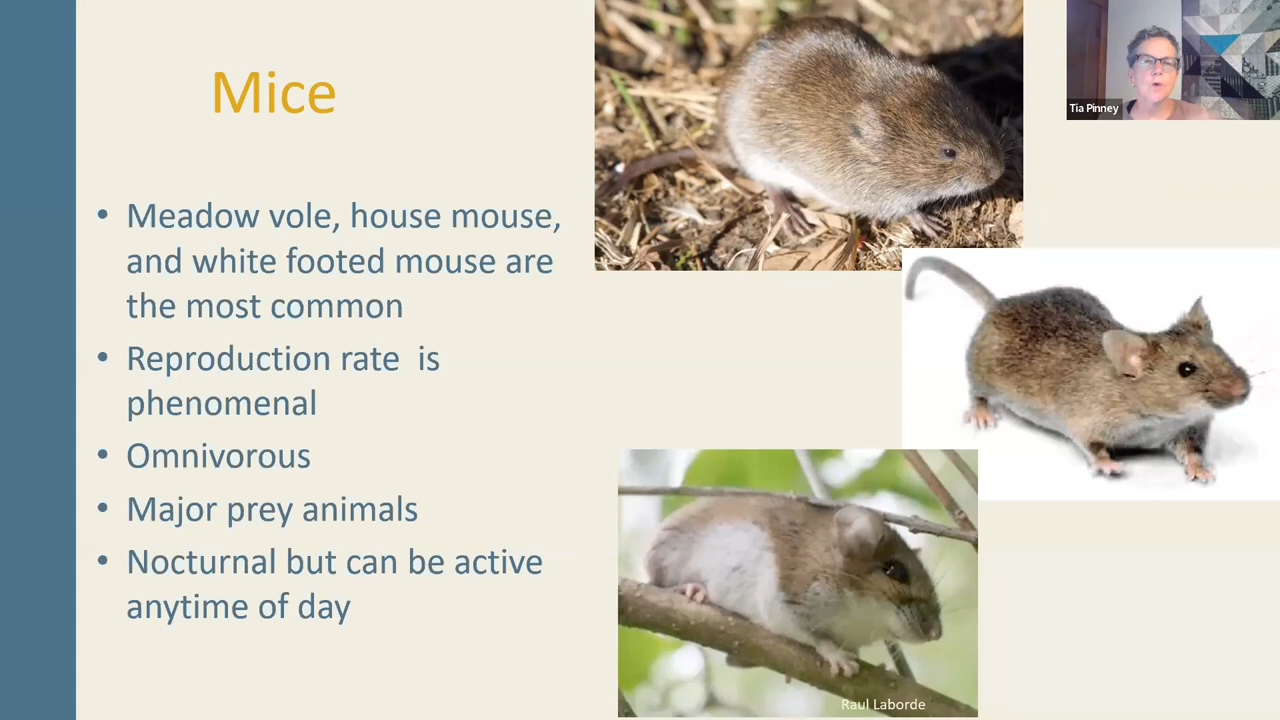 Mice
• Meadow vole, house mouse,
and white footed mouse are
the most common
• Reproduction rate  is
phenomenal
• Omnivorous
• Major prey animals
• Nocturnal but can be active
anytime of day
Tia Pinney
Raul Laborde